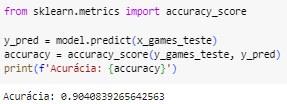 from sklearn.metrics import accuracy_score
y_pred = model.predict(x_games_teste)
accuracy = accuracy_score(y_games_teste, y_pred)
print(f'Acurácia: {accuracy}')
Acurácia: 0.9040839265642563